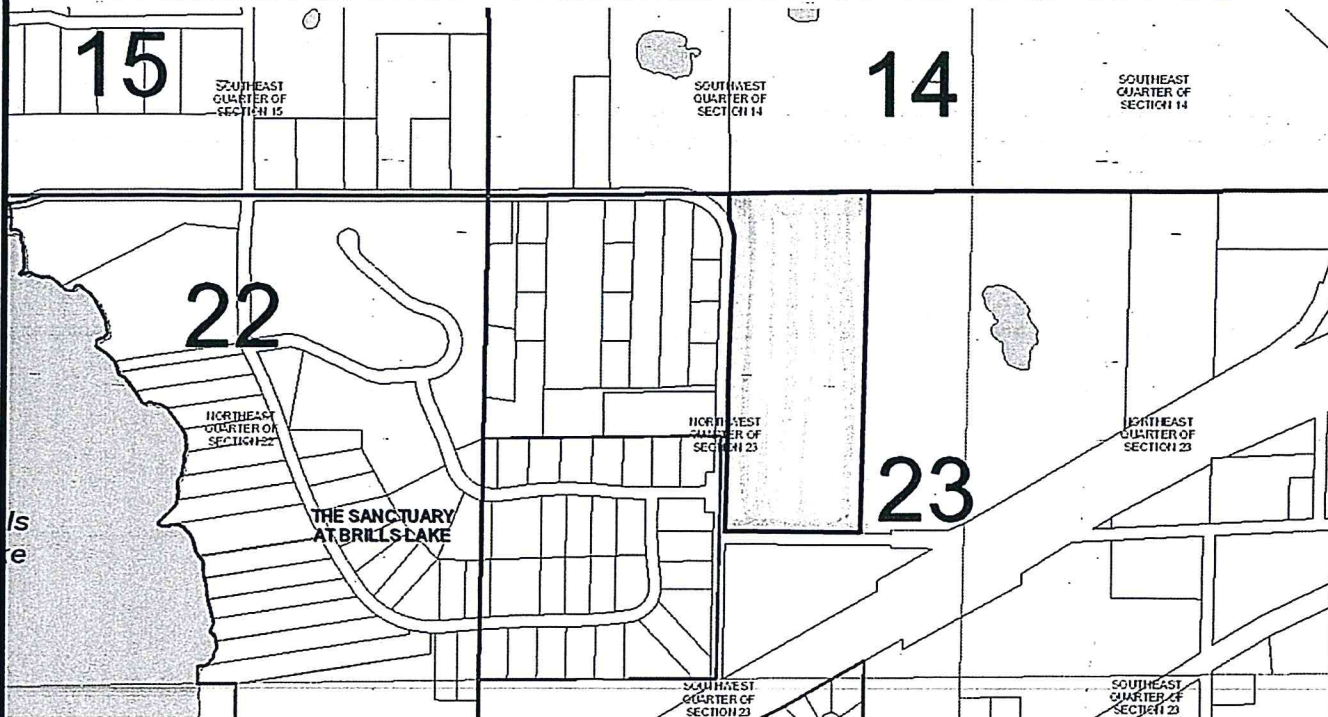 15
SOUTHEAST
QUARTER OF
SECTION 15
SOUTHWEST
QUARTER OF
SECTION 14
14
SOUTHEAST
QUARTER OF
SECTION 14
22
NORTHEAST
QUARTER OF
SECTION 22
NORTHWEST
QUARTER OF
SECTION 23
NORTHEAST
QUARTER OF
SECTION 23
23
THE SANCTUARY
AT BRILLS LAKE
ls
ke
SOUTHWEST
QUARTER OF
SECTION 23
SOUTHEAST
QUARTER OF
SECTION 23